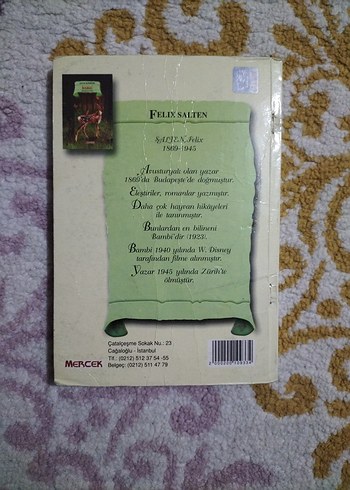 FELIX SALTEN
SALTEN, Felix
1869-1945
Avusturyalı olan yazar
1869'da Budapeşte'de doğmuştur.
Eleştiriler, romanlar yazmıştır.
Daha çok hayvan hikâyeleri
ile tanınmıştır.
Bunlardan en bilineni
Bambi'dir (1923).
Bambi 1940 yılında W. Disney
tarafından filme alınmıştır.
Yazar 1945 yılında Zürih'te
ölmüştür.
Çatalçeşme Sokak Nu.: 23
Cağaloğlu - İstanbul
Tlf.: (0212) 512 37 54 -55
Belgeç: (0212) 511 47 79
MERCEK